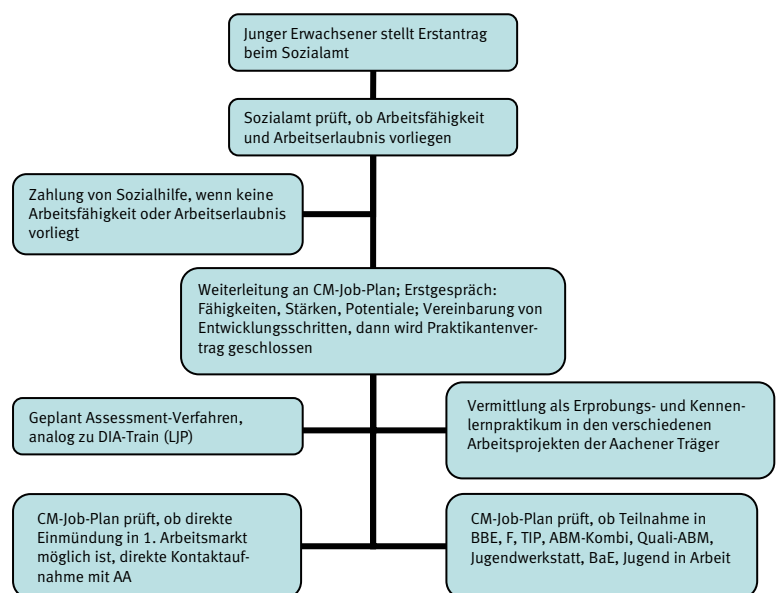 Junger Erwachsener stellt Erstantrag
beim Sozialamt
Sozialamt prüft, ob Arbeitsfähigkeit
und Arbeitserlaubnis vorliegen
Zahlung von Sozialhilfe, wenn keine
Arbeitsfähigkeit oder Arbeitserlaubnis
vorliegt
Weiterleitung an CM-Job-Plan; Erstgespräch:
Fähigkeiten, Stärken, Potentiale; Vereinbarung von
Entwicklungsschritten, dann wird Praktikantenver-
trag geschlossen
Geplant Assessment-Verfahren,
analog zu DIA-Train (LJP)
Vermittlung als Erprobungs- und Kennen-
lernpraktikum in den verschiedenen
Arbeitsprojekten der Aachener Träger
CM-Job-Plan prüft, ob direkte
Einmündung in 1. Arbeitsmarkt
möglich ist, direkte Kontaktauf-
nahme mit AA
CM-Job-Plan prüft, ob Teilnahme in
BBE, F, TIP, ABM-Kombi, Quali-ABM,
Jugendwerkstatt, BaE, Jugend in Arbeit